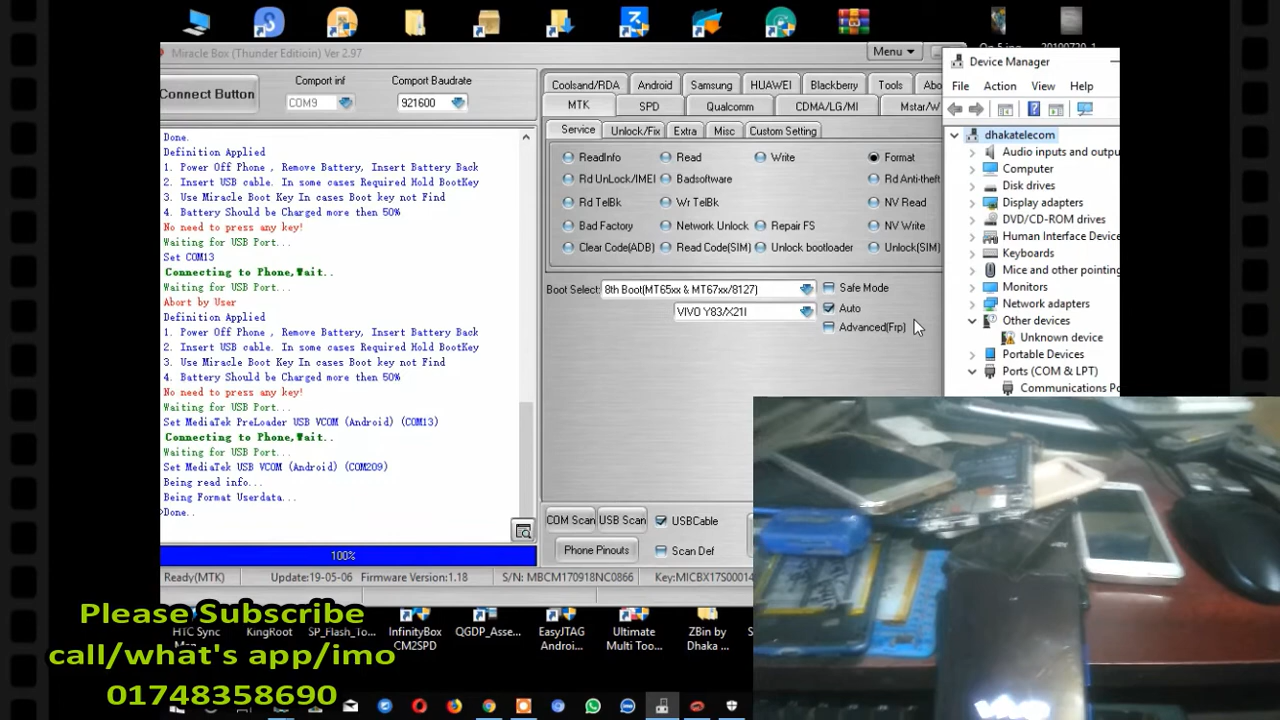 On 5 ipp
20190720_1
Miracle Box (Thunder Editioin) Ver 2.97
Menu
Connect Button
Comport inf
COM9
Comport Baudrate
921600
Coolsand/RDA
Android
Samsung
HUAWEI
Blackberry
Tools
Abo
MTK
SPD
Qualcomm
CDMA/LG/MI
Mstar/W
Service
Unlock/Fix
Extra
Misc
Custom Setting
ReadInfo
Read
Write
Format
Rd UnLock/IMEI
Badsoftware
Rd Anti-theft
Rd TelBk
Wr TelBk
NV Read
Bad Factory
Network Unlock
Repair FS
NV Write
Clear Code(ADB)
Read Code(SIM)
Unlock bootloader
Unlock(SIM)
Boot Select:
8th Boot(MT65xx & MT67xx/8127)
Safe Mode
VIVO Y83/X21I
Auto
Advanced(Frp)
Done.
Definition Applied
1. Power Off Phone , Remove Battery, Insert Battery Back
2. Insert USB cable. In some cases Required Hold BootKey
3. Use Miracle Boot Key In cases Boot key not Find
4. Battery Should be Charged more then 50%
No need to press any key!
Waiting for USB Port...
Set COM13
Connecting to Phone,Wait..
Waiting for USB Port...
Abort by User
Definition Applied
1. Power Off Phone , Remove Battery, Insert Battery Back
2. Insert USB cable. In some cases Required Hold BootKey
3. Use Miracle Boot Key In cases Boot key not Find
4. Battery Should be Charged more then 50%
No need to press any key!
Waiting for USB Port...
Set MediaTek PreLoader USB VCOM (Android) (COM13)
Connecting to Phone,Wait..
Waiting for USB Port...
Set MediaTek USB VCOM (Android) (COM209)
Being read info...
Being Format Userdata...
>Done..
100%
COM Scan
USB Scan
USBCable
Phone Pinouts
Scan Def
Ready(MTK)
Update:19-05-06
Firmware Version:1.18
S/N: MBCM170918NC0866
Key:MICBX17S00014
Device Manager
File
Action
View
Help
dhakatelecom
Audio inputs and outpu
Computer
Disk drives
Display adapters
DVD/CD-ROM drives
Human Interface Device
Keyboards
Mice and other pointing
Monitors
Network adapters
Other devices
Unknown device
Portable Devices
Ports (COM & LPT)
Communications Po
vivo
HTC Sync
KingRoot
SP_Flash_To...
InfinityBox
CM2SPD
QGDP_Asse...
EasyJTAG
Androi...
Ultimate
Multi Too...
ZBin by
Dhaka ...
Please Subscribe
call/what's app/imo
01748358690